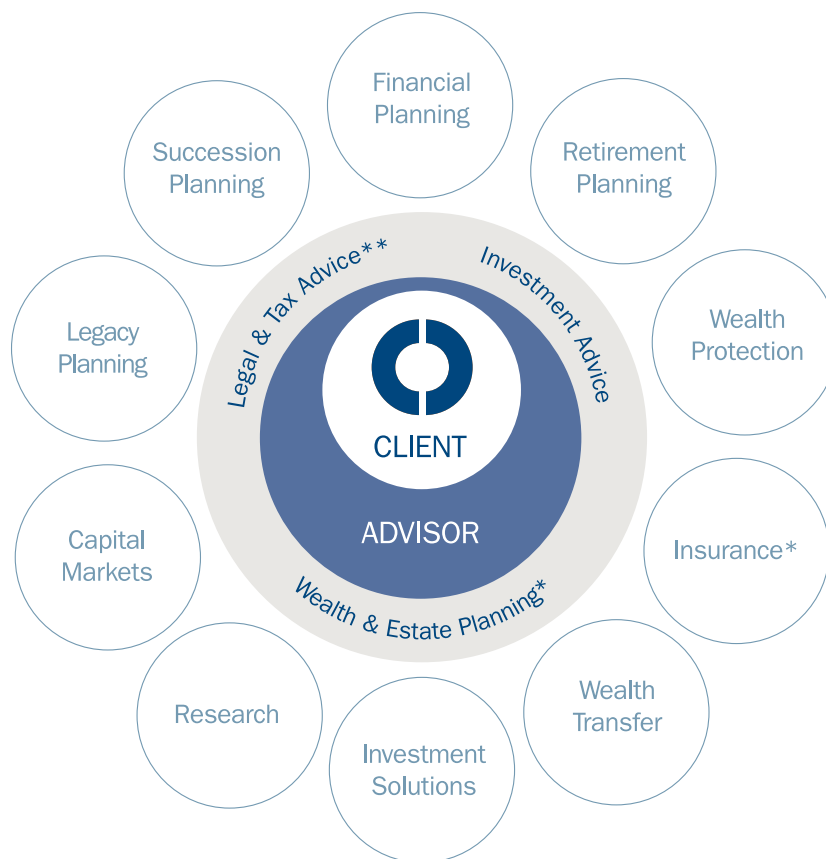 Financial
Planning
Retirement
Planning
Wealth
Protection
Insurance*
Wealth
Transfer
Investment
Solutions
Research
Capital
Markets
Legacy
Planning
Succession
Planning
Legal & Tax Advice**
Investment Advice
Wealth & Estate Planning*
CLIENT
ADVISOR